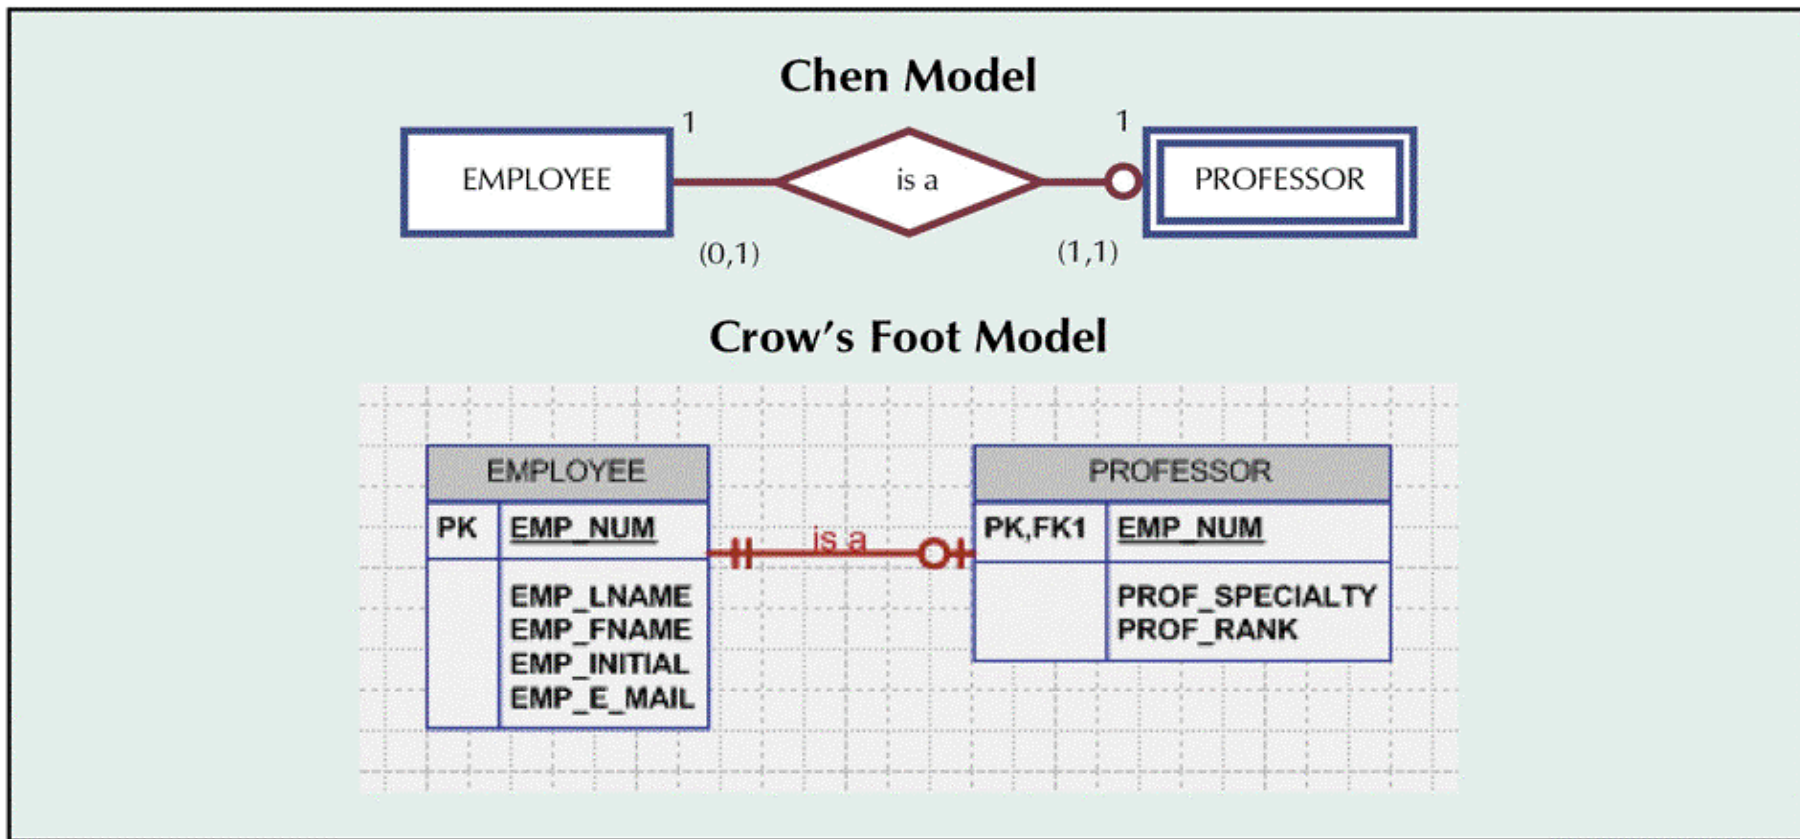 Chen Model
1 1
EMPLOYEE is a PROFESSOR
(0,1) (1,1)
Crow's Foot Model
EMPLOYEE PROFESSOR
PK EMP_NUM is a PK,FK1 EMP_NUM
EMP_LNAME PROF_SPECIALTY
EMP_FNAME PROF_RANK
EMP_INITIAL
EMP_E_MAIL